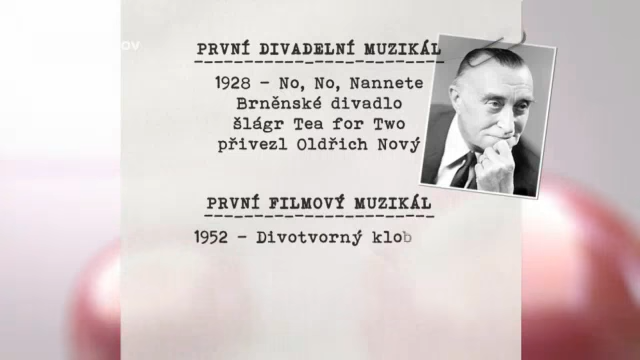 PRVNÍ DIVADELNÍ MUZIKÁL
1928 – No, No, Nannete
Brněnské divadlo
šlágr Tea for Two
přivezl Oldřich Nový
PRVNÍ FILMOVÝ MUZIKÁL
1952 – Divotvorný klob